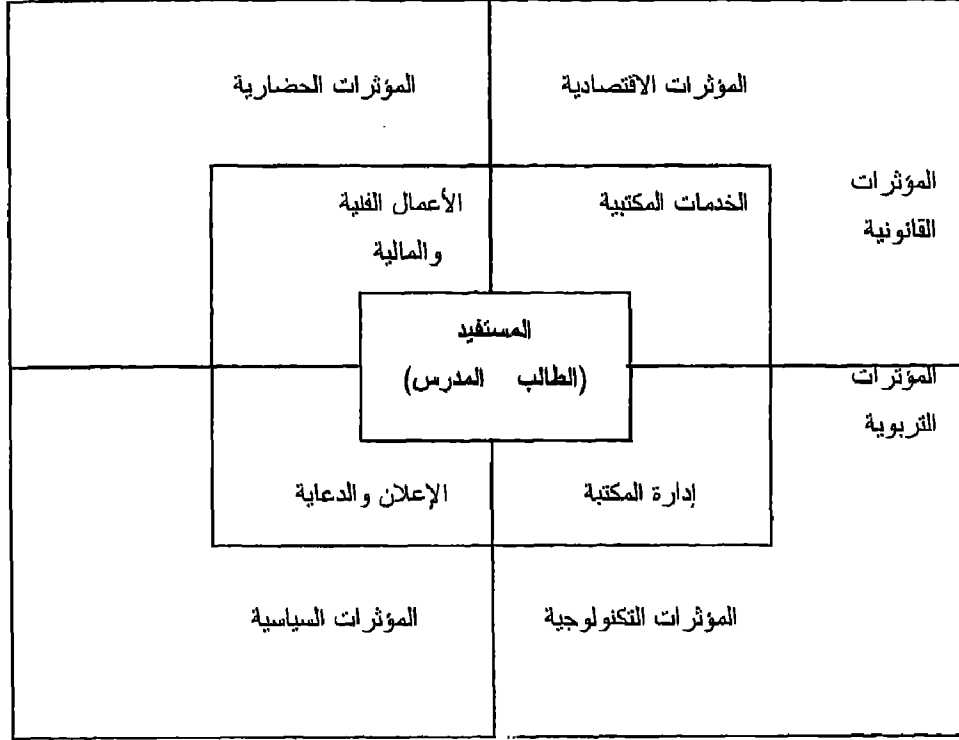 المؤثرات الاقتصادية
المؤثرات الحضارية
المؤثرات
القانونية
الخدمات المكتبية
الأعمال الفنية
والمالية
المستفيد
(الطالب المدرس)
المؤثرات
التربوية
إدارة المكتبة
الإعلان والدعاية
المؤثرات التكنولوجية
المؤثرات السياسية